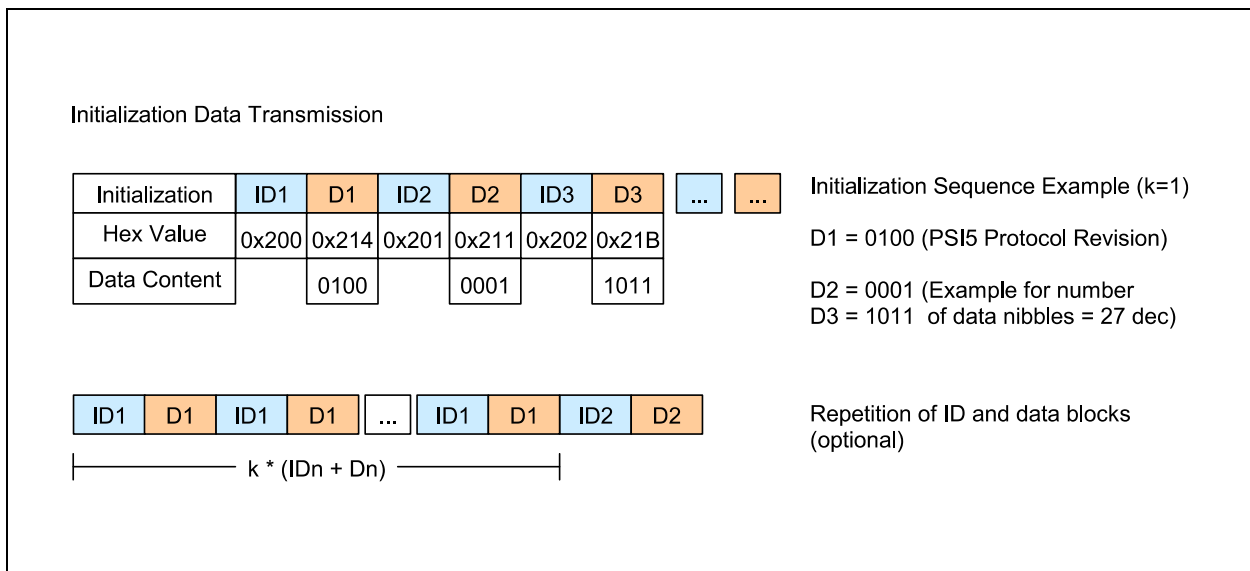 Initialization Data Transmission
Initialization ID1 D1 ID2 D2 ID3 D3 ... ...
Hex Value 0x200 0x214 0x201 0x211 0x202 0x21B
Data Content 0100 0001 1011
Initialization Sequence Example (k=1)
D1 = 0100 (PSI5 Protocol Revision)
D2 = 0001 (Example for number
D3 = 1011 of data nibbles = 27 dec)
ID1 D1 ID1 D1 ... ID1 D1 ID2 D2
k * (IDn + Dn)
Repetition of ID and data blocks
(optional)